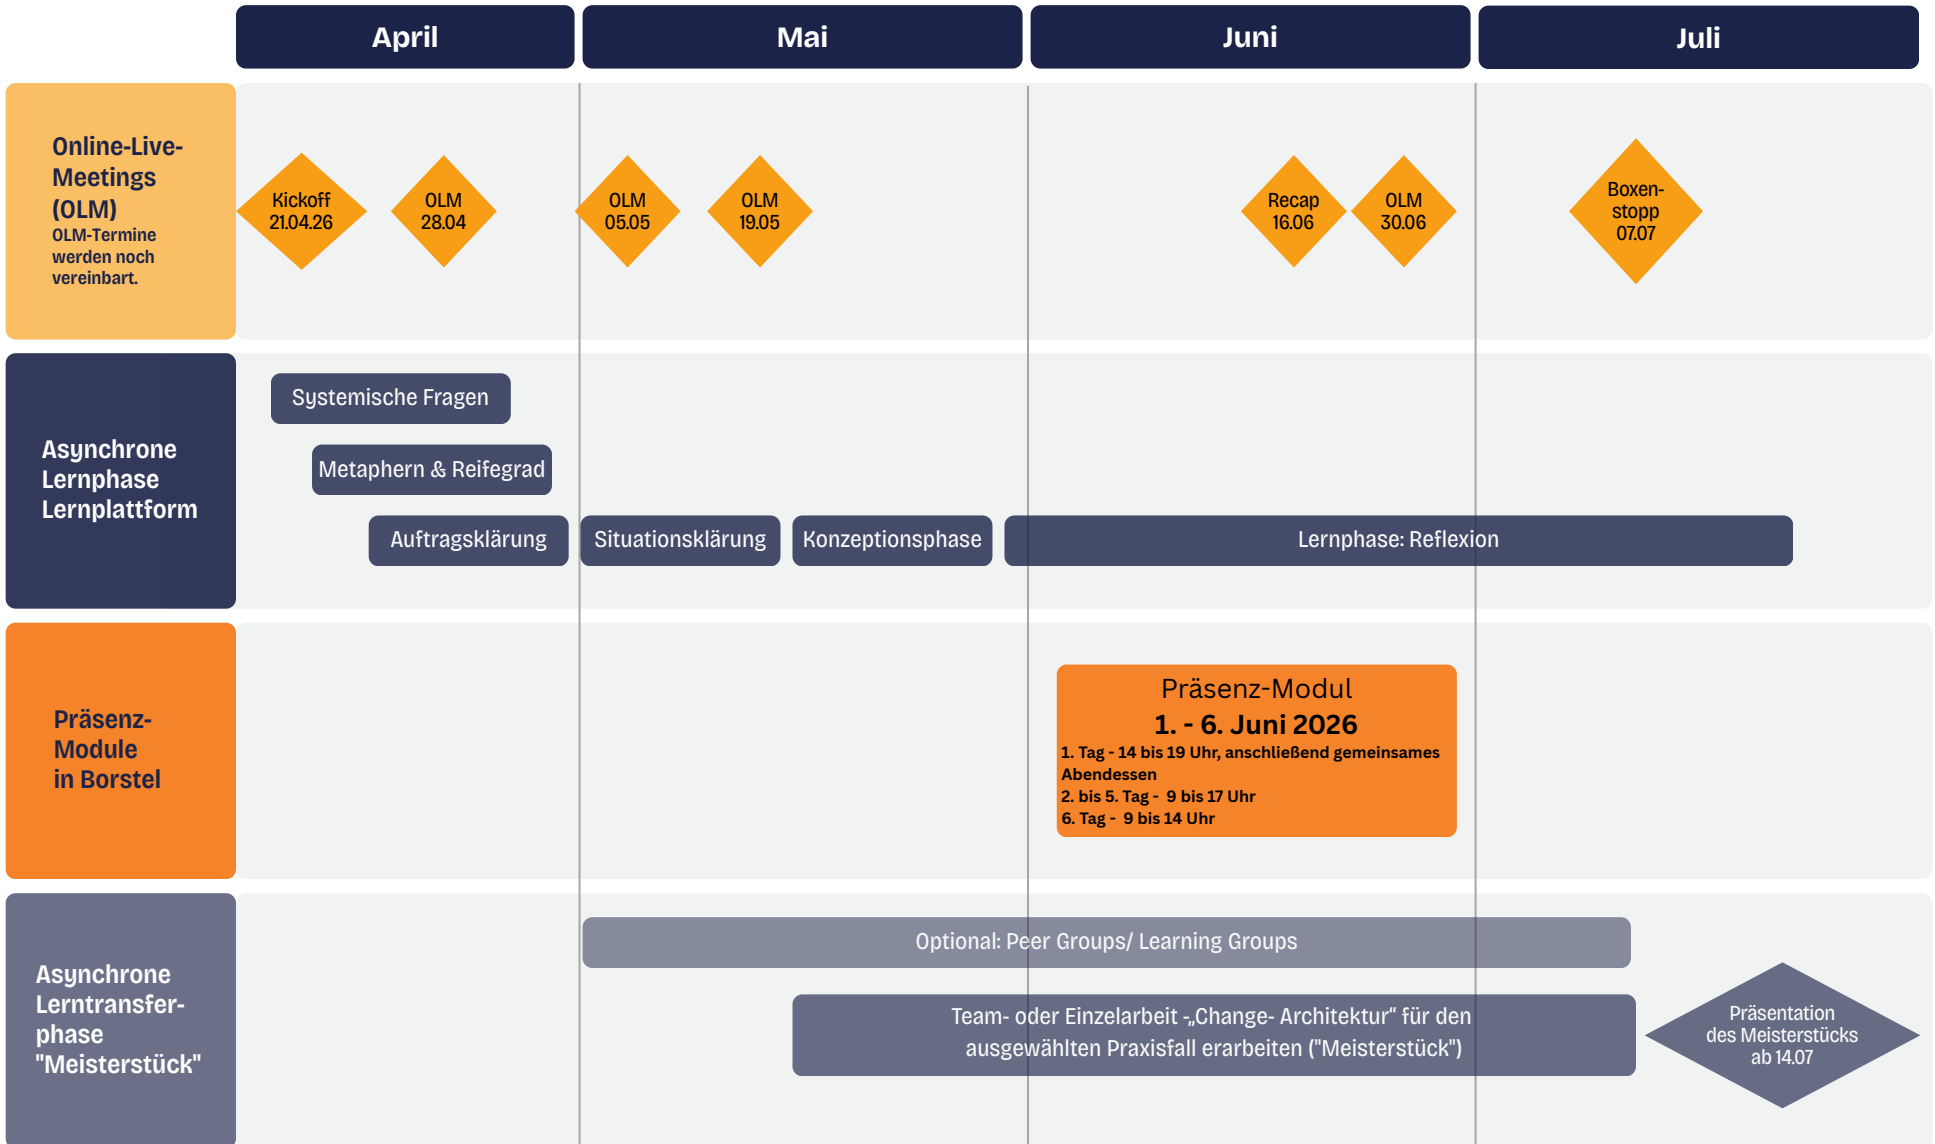 April
Mai
Juni
Juli
Online-Live-
Meetings
(OLM)
OLM-Termine
werden noch
vereinbart.
Kickoff
21.04.26
OLM
28.04
OLM
05.05
OLM
19.05
Recap
16.06
OLM
30.06
Boxen-
stopp
07.07
Asynchrone
Lernphase
Lernplattform
Systemische Fragen
Metaphern & Reifegrad
Auftragsklärung
Situationsklärung
Konzeptionsphase
Lernphase: Reflexion
Präsenz-
Module
in Borstel
Präsenz-Modul
1. - 6. Juni 2026
1. Tag - 14 bis 19 Uhr, anschließend gemeinsames
Abendessen
2. bis 5. Tag - 9 bis 17 Uhr
6. Tag - 9 bis 14 Uhr
Asynchrone
Lerntransfer-
phase
"Meisterstück"
Optional: Peer Groups/ Learning Groups
Team- oder Einzelarbeit -„Change- Architektur“ für den
ausgewählten Praxisfall erarbeiten ("Meisterstück")
Präsentation
des Meisterstücks
ab 14.07